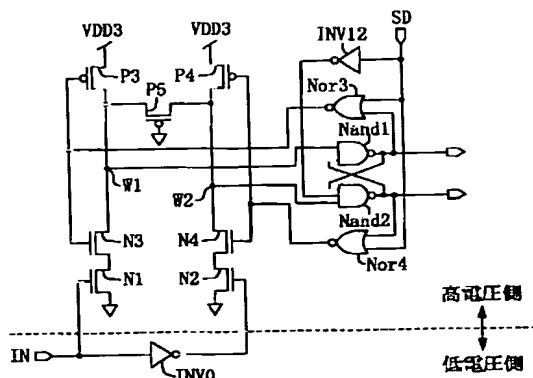 SD
VDD3
VDD3
INV12
P3
P4
P5
Nor3
Nand1
W1
W2
Nand2
N3
N4
Nor4
N1
N2
高電圧側
IN
低電圧側
INV0